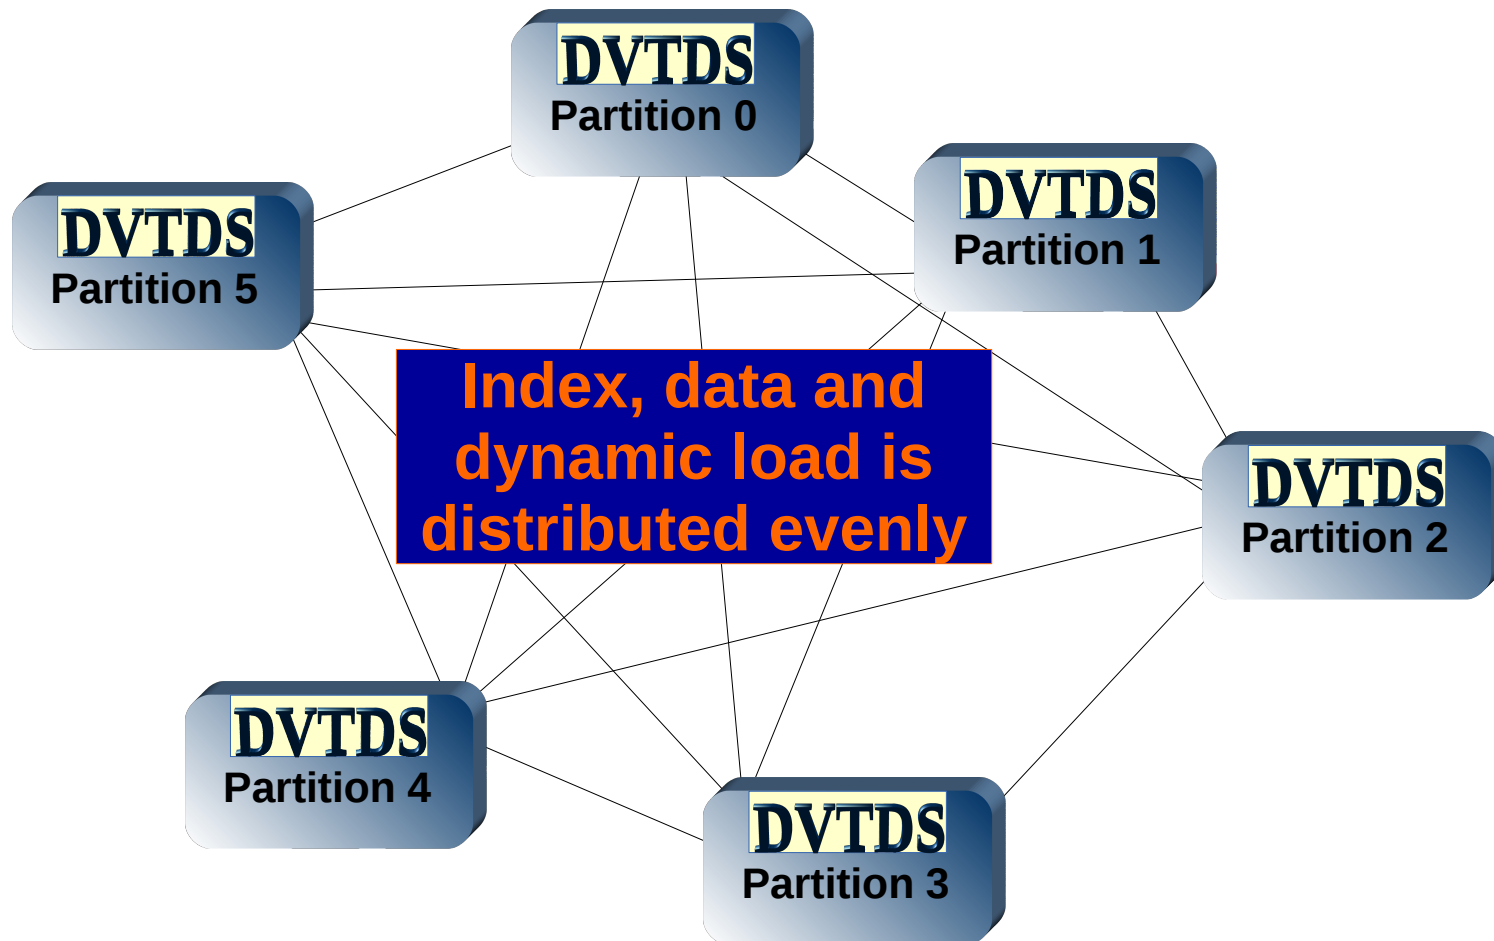 DVTDS
Partition 0
DVTDS
Partition 1
DVTDS
Partition 5
Index, data and
dynamic load is
distributed evenly
DVTDS
Partition 2
DVTDS
Partition 4
DVTDS
Partition 3